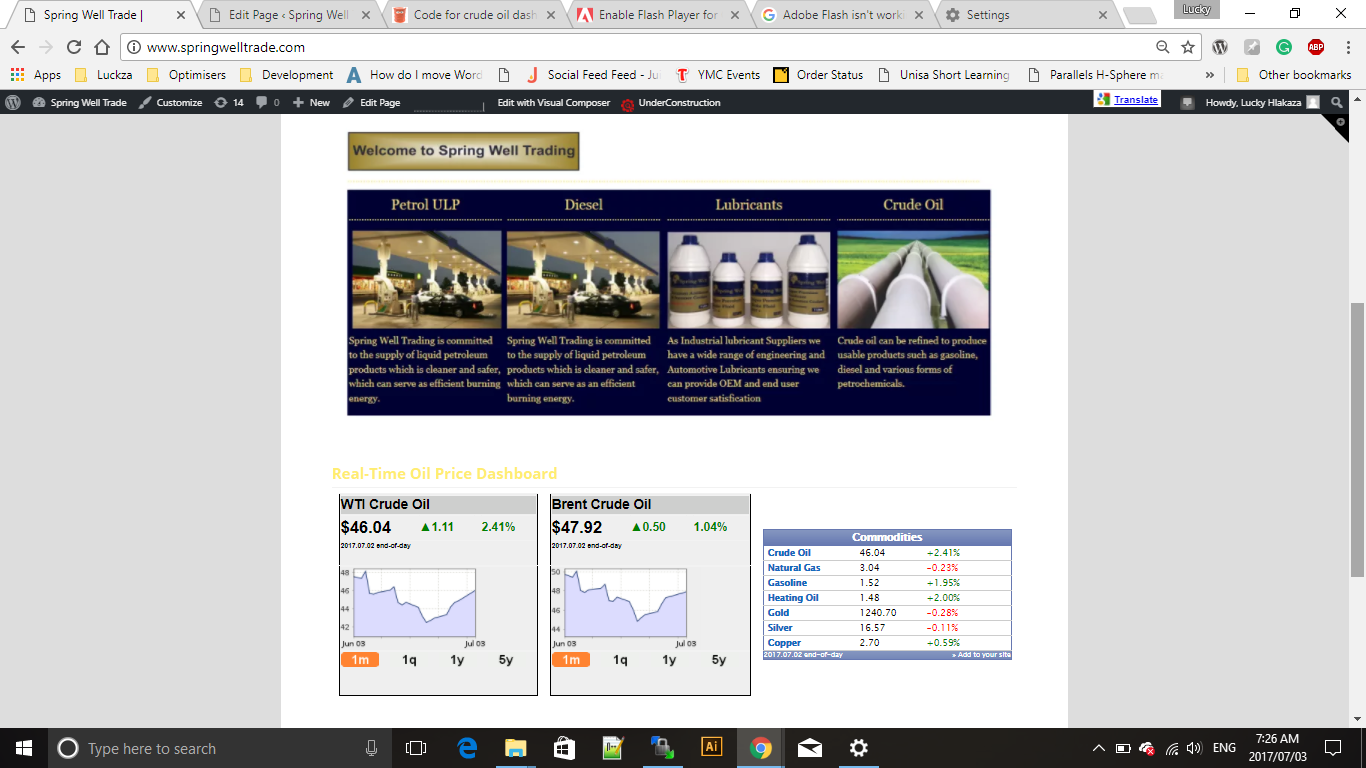 Lucky
Spring Well Trade |
Edit Page ‹ Spring Well
Code for crude oil dash
Enable Flash Player for
Adobe Flash isn't work
Settings
www.springwelltrade.com
ABP
Apps
Luckza
Optimisers
Development
How do I move Word
Social Feed Feed - Ju
YMC Events
Order Status
Unisa Short Learning
Parallels H-Sphere ma
»
Other bookmarks
Spring Well Trade
Customize
14
0
New
Edit Page
Edit with Visual Composer
UnderConstruction
Translate
Howdy, Lucky Hlakaza
Welcome to Spring Well Trading
Petrol ULP
Diesel
Lubricants
Crude Oil
Spring Well Trading is committed
to the supply of liquid petroleum
products which is cleaner and safer,
which can serve as efficient burning
energy.
Spring Well Trading is committed
to the supply of liquid petroleum
products which is cleaner and safer,
which can serve as an efficient
burning energy.
As Industrial lubricant Suppliers we
have a wide range of engineering and
Automotive Lubricants ensuring we
can provide OEM and end user
customer satisfication
Crude oil can be refined to produce
usable products such as gasoline,
diesel and various forms of
petrochemicals.
Real-Time Oil Price Dashboard
WTI Crude Oil
$46.04 ▲1.11 2.41%
2017.07.02 end-of-day
48
46
44
42
Jun 03 Jul 03
1m 1q 1y 5y
Brent Crude Oil
$47.92 ▲0.50 1.04%
2017.07.02 end-of-day
50
48
46
44
Jun 03 Jul 03
1m 1q 1y 5y
Commodities
Crude Oil 46.04 +2.41%
Natural Gas 3.04 -0.23%
Gasoline 1.52 +1.95%
Heating Oil 1.48 +2.00%
Gold 1240.70 -0.28%
Silver 16.57 -0.11%
Copper 2.70 +0.59%
2017.07.02 end-of-day » Add to your site
Type here to search
Ai
ENG
7:26 AM
2017/07/03